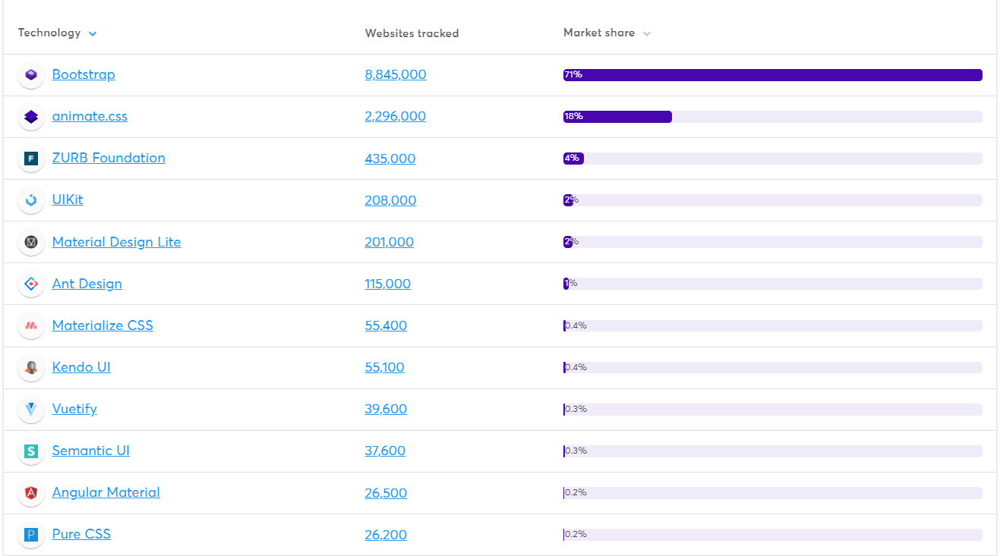 Technology Websites tracked Market share
Bootstrap 8,845,000 71%
animate.css 2,296,000 18%
F ZURB Foundation 435,000 4%
UIKit 208,000 2%
Material Design Lite 201,000 2%
Ant Design 115,000 1%
Materialize CSS 55,400 0.4%
Kendo UI 55,100 0.4%
Vuetify 39,600 0.3%
S Semantic UI 37,600 0.3%
A Angular Material 26,500 0.2%
P Pure CSS 26,200 0.2%